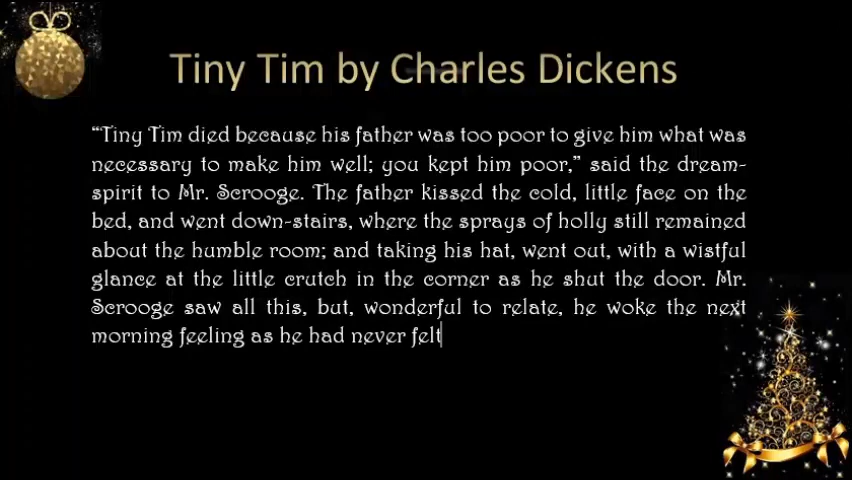 Tiny Tim by Charles Dickens
“Tiny Tim died because his father was too poor to give him what was
necessary to make him well; you kept him poor,” said the dream-
spirit to Mr. Scrooge. The father kissed the cold, little face on the
bed, and went down-stairs, where the sprays of holly still remained
about the humble room; and taking his hat, went out, with a wistful
glance at the little crutch in the corner as he shut the door. Mr.
Scrooge saw all this, but, wonderful to relate, he woke the next
morning feeling as he had never felt